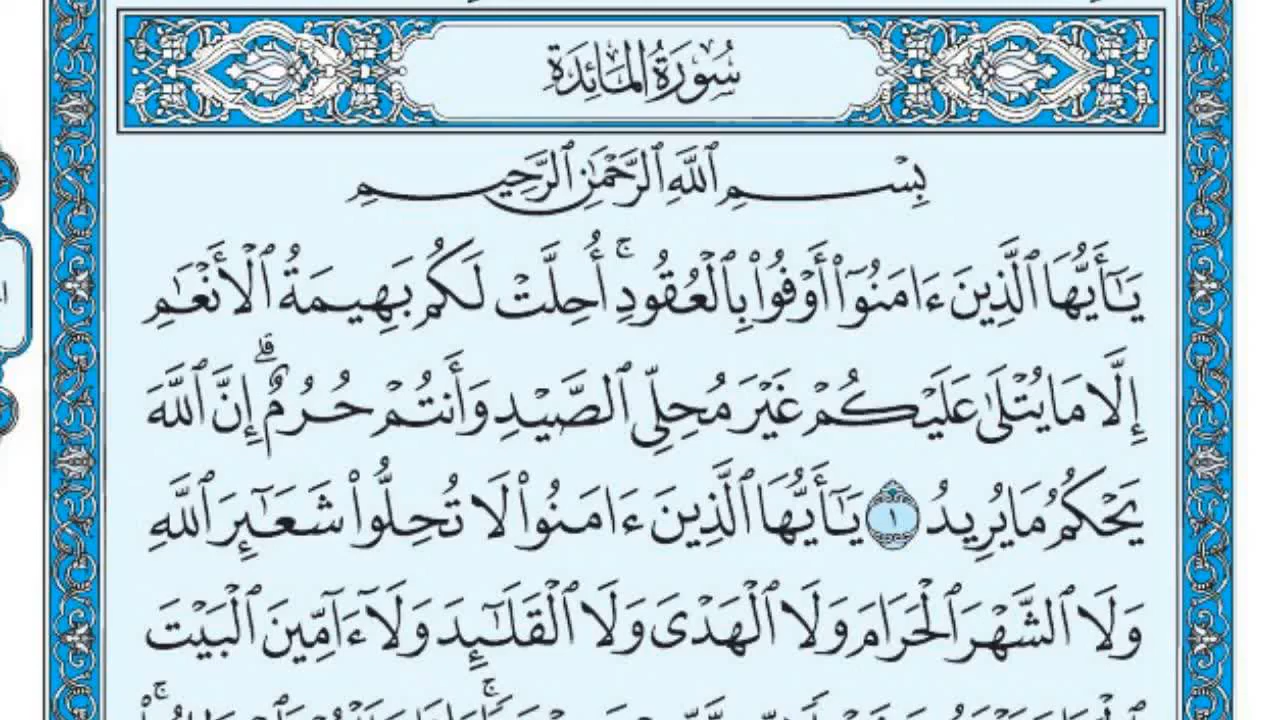 سُورَةُ المَائِدَةِ
بِسْمِ ٱللَّهِ ٱلرَّحْمَٰنِ ٱلرَّحِيمِ
يَٰٓأَيُّهَا ٱلَّذِينَ ءَامَنُوٓا۟ أَوْفُوا۟ بِٱلْعُقُودِ ۚ أُحِلَّتْ لَكُم بَهِيمَةُ ٱلْأَنْعَٰمِ
إِلَّا مَا يُتْلَىٰ عَلَيْكُمْ غَيْرَ مُحِلِّى ٱلصَّيْدِ وَأَنتُمْ حُرُمٌ ۗ إِنَّ ٱللَّهَ
يَحْكُمُ مَا يُرِيدُ ١ يَٰٓأَيُّهَا ٱلَّذِينَ ءَامَنُوا۟ لَا تُحِلُّوا۟ شَعَٰٓئِرَ ٱللَّهِ
وَلَا ٱلشَّهْرَ ٱلْحَرَامَ وَلَا ٱلْهَدْىَ وَلَا ٱلْقَلَٰٓئِدَ وَلَآ ءَآمِّينَ ٱلْبَيْتَ